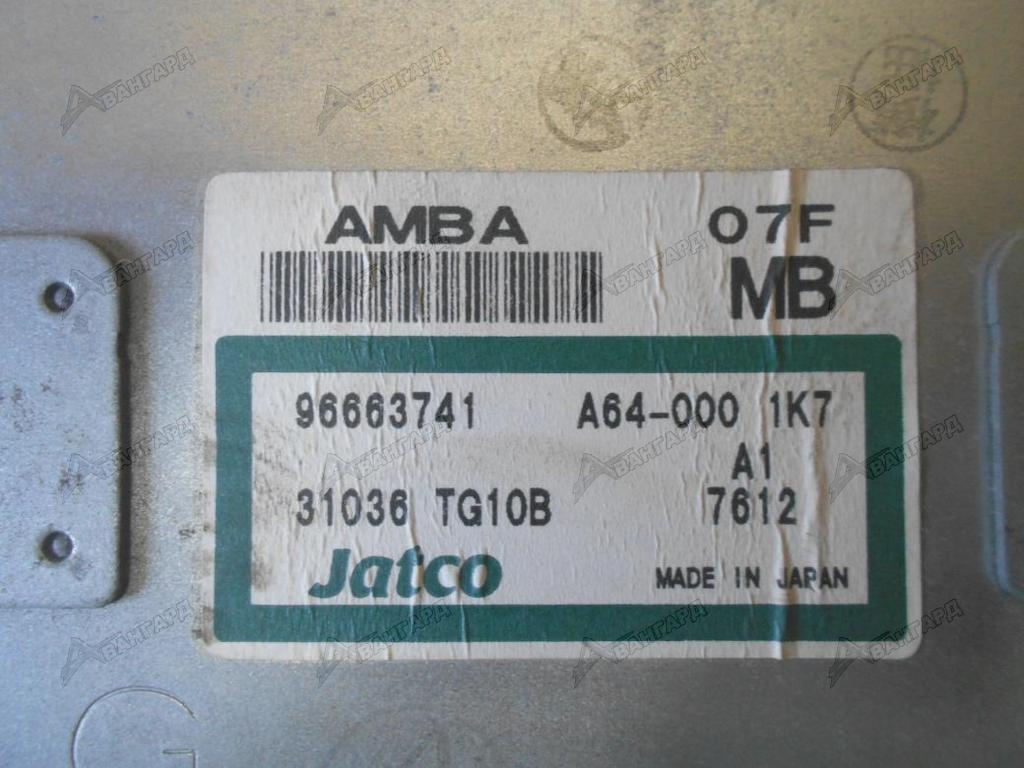 AMBA 07F
MB
96663741 A64-000 1K7
A1
31036 TG10B 7612
Jatco MADE IN JAPAN
G
АВАНГАРД